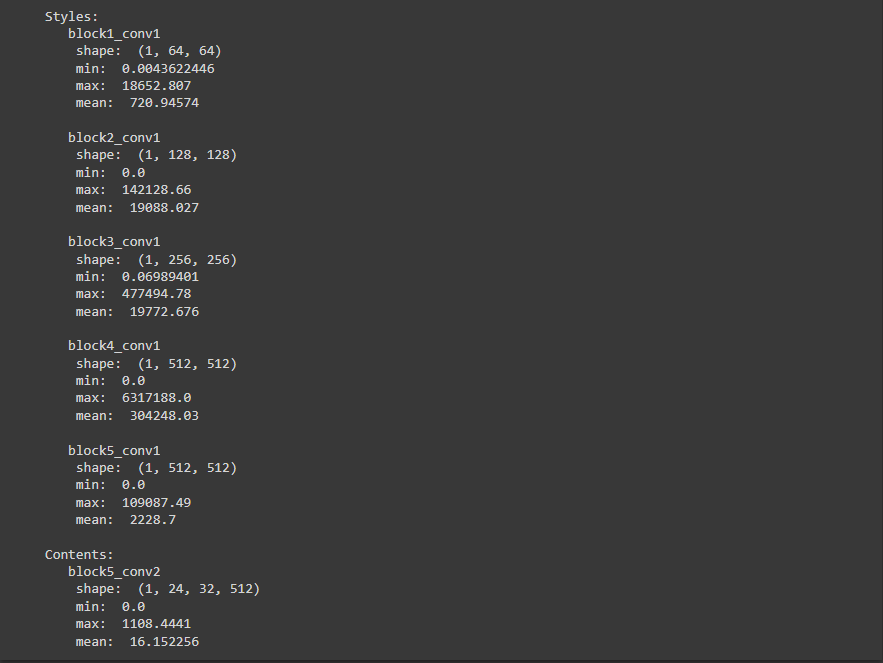 Styles:
block1_conv1
shape:  (1, 64, 64)
min:  0.0043622446
max:  18652.807
mean:  720.94574
block2_conv1
shape:  (1, 128, 128)
min:  0.0
max:  142128.66
mean:  19088.027
block3_conv1
shape:  (1, 256, 256)
min:  0.06989401
max:  477494.78
mean:  19772.676
block4_conv1
shape:  (1, 512, 512)
min:  0.0
max:  6317188.0
mean:  304248.03
block5_conv1
shape:  (1, 512, 512)
min:  0.0
max:  109087.49
mean:  2228.7
Contents:
block5_conv2
shape:  (1, 24, 32, 512)
min:  0.0
max:  1108.4441
mean:  16.152256